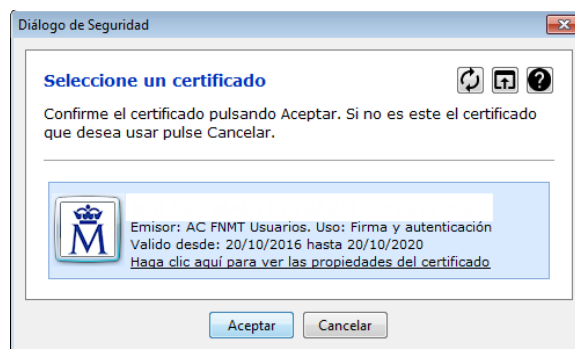 Diálogo de Seguridad
Seleccione un certificado
Confirme el certificado pulsando Aceptar. Si no es este el certificado
que desea usar pulse Cancelar.
M
Emisor: AC FNMT Usuarios. Uso: Firma y autenticación
Valido desde: 20/10/2016 hasta 20/10/2020
Haga clic aquí para ver las propiedades del certificado
Aceptar
Cancelar